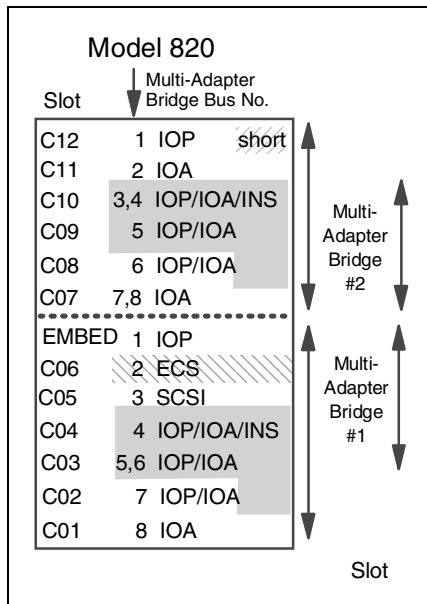 Model 820
Multi-Adapter
Slot Bridge Bus No.
C12 1 IOP short
C11 2 IOA
C10 3,4 IOP/IOA/INS
C09 5 IOP/IOA
C08 6 IOP/IOA
C07 7,8 IOA
Multi-
Adapter
Bridge
#2
EMBED 1 IOP
C06 2 ECS
C05 3 SCSI
C04 4 IOP/IOA/INS
C03 5,6 IOP/IOA
C02 7 IOP/IOA
C01 8 IOA
Multi-
Adapter
Bridge
#1
Slot